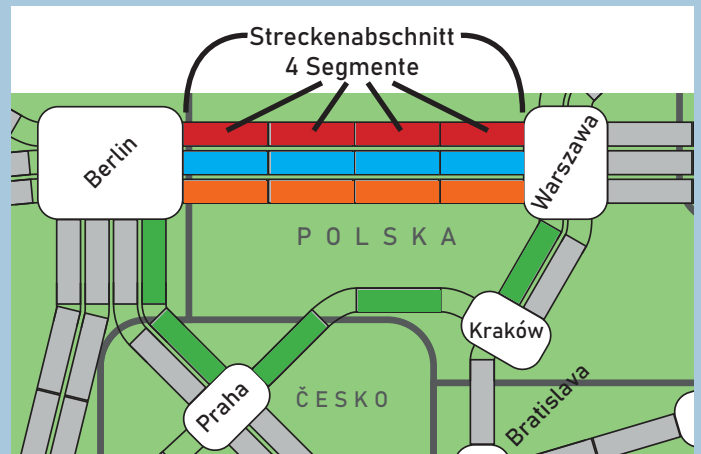 Streckenabschnitt
4 Segmente
Berlin
Warszawa
POLSKA
Kraków
Praha
ČESKO
Bratislava